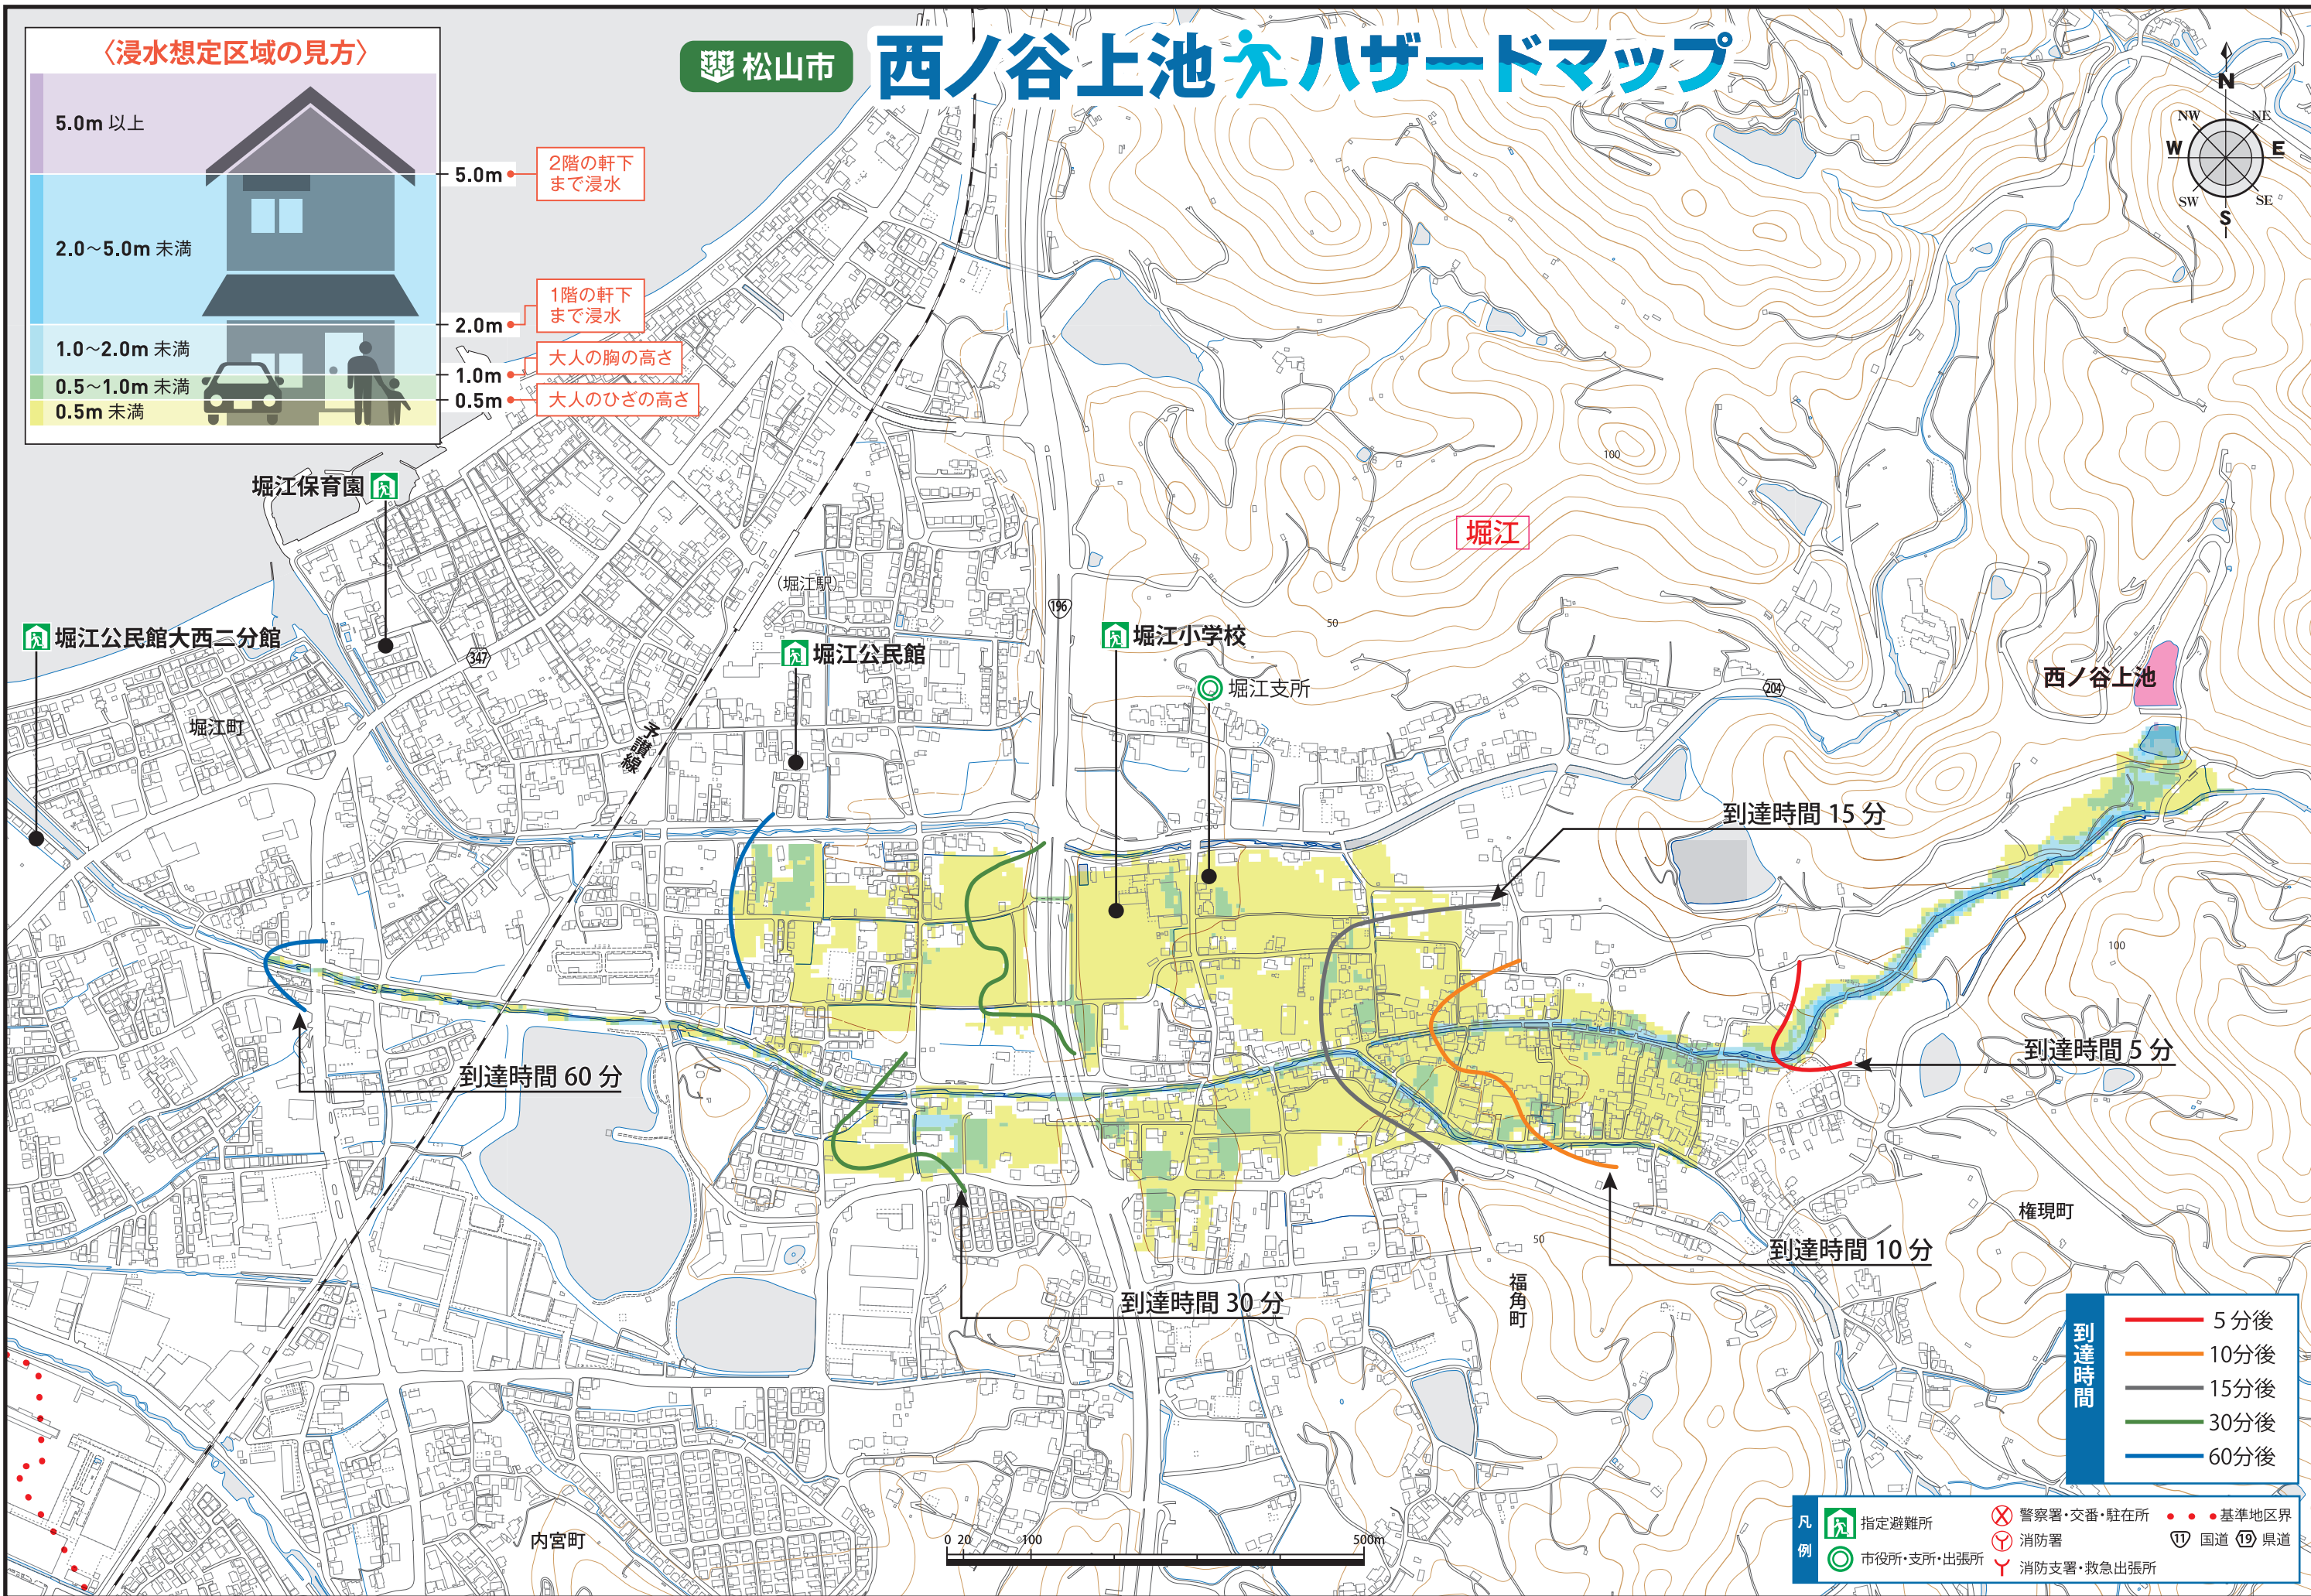 松山市
西ノ谷上池 ハザードマップ
〈浸水想定区域の見方〉
5.0m 以上
2.0～5.0m 未満
1.0～2.0m 未満
0.5～1.0m 未満
0.5m 未満
5.0m
2階の軒下
まで浸水
2.0m
1階の軒下
まで浸水
1.0m
大人の胸の高さ
0.5m
大人のひざの高さ
N
NE
E
SE
S
SW
W
NW
堀江保育園
堀江
100
（堀江駅）
196
50
堀江公民館大西二分館
347
堀江公民館
堀江小学校
堀江支所
204
西ノ谷上池
堀江町
予讃線
到達時間 15 分
100
到達時間 60 分
到達時間 5 分
権現町
50
到達時間 10 分
福角町
到達時間 30 分
内宮町
0 20 100 500m
到達時間
5 分後
10分後
15分後
30分後
60分後
凡例
指定避難所
市役所・支所・出張所
警察署・交番・駐在所
消防署
消防支署・救急出張所
基準地区界
11 国道 19 県道